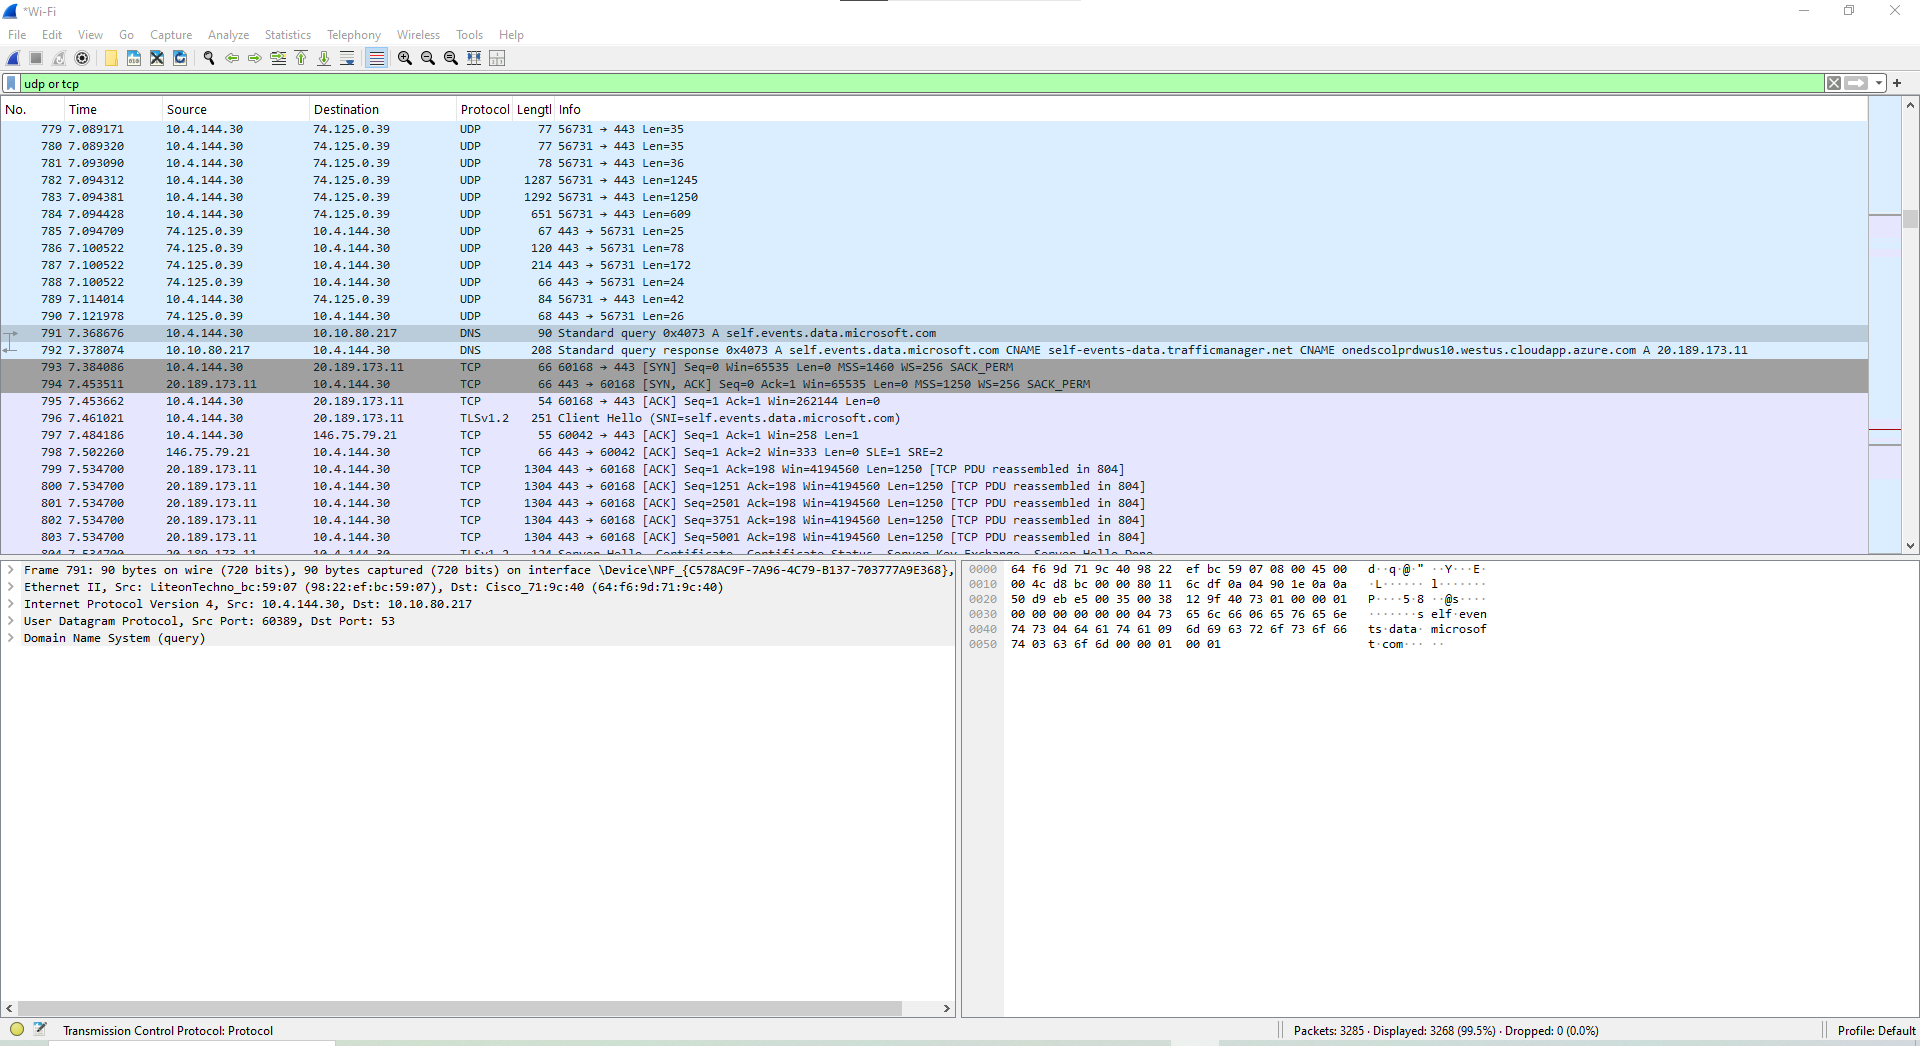 *Wi-Fi
File Edit View Go Capture Analyze Statistics Telephony Wireless Tools Help
udp or tcp
No. Time Source Destination Protocol Lengtl Info
779 7.089171 10.4.144.30 74.125.0.39 UDP 77 56731 → 443 Len=35
780 7.089320 10.4.144.30 74.125.0.39 UDP 77 56731 → 443 Len=35
781 7.093090 10.4.144.30 74.125.0.39 UDP 78 56731 → 443 Len=36
782 7.094312 10.4.144.30 74.125.0.39 UDP 1287 56731 → 443 Len=1245
783 7.094381 10.4.144.30 74.125.0.39 UDP 1292 56731 → 443 Len=1250
784 7.094428 10.4.144.30 74.125.0.39 UDP 651 56731 → 443 Len=609
785 7.094709 74.125.0.39 10.4.144.30 UDP 67 443 → 56731 Len=25
786 7.100522 74.125.0.39 10.4.144.30 UDP 120 443 → 56731 Len=78
787 7.100522 74.125.0.39 10.4.144.30 UDP 214 443 → 56731 Len=172
788 7.100522 74.125.0.39 10.4.144.30 UDP 66 443 → 56731 Len=24
789 7.114014 10.4.144.30 74.125.0.39 UDP 84 56731 → 443 Len=42
790 7.121978 74.125.0.39 10.4.144.30 UDP 68 443 → 56731 Len=26
791 7.368676 10.4.144.30 10.10.80.217 DNS 90 Standard query 0x4073 A self.events.data.microsoft.com
792 7.378074 10.10.80.217 10.4.144.30 DNS 208 Standard query response 0x4073 A self.events.data.microsoft.com CNAME self-events-data.trafficmanager.net CNAME onedscolprdwus10.westus.cloudapp.azure.com A 20.189.173.11
793 7.384086 10.4.144.30 20.189.173.11 TCP 66 60168 → 443 [SYN] Seq=0 Win=65535 Len=0 MSS=1460 WS=256 SACK_PERM
794 7.453511 20.189.173.11 10.4.144.30 TCP 66 443 → 60168 [SYN, ACK] Seq=0 Ack=1 Win=65535 Len=0 MSS=1250 WS=256 SACK_PERM
795 7.453662 10.4.144.30 20.189.173.11 TCP 54 60168 → 443 [ACK] Seq=1 Ack=1 Win=262144 Len=0
796 7.461021 10.4.144.30 20.189.173.11 TLSv1.2 251 Client Hello (SNI=self.events.data.microsoft.com)
797 7.484186 10.4.144.30 146.75.79.21 TCP 55 60042 → 443 [ACK] Seq=1 Ack=1 Win=258 Len=1
798 7.502260 146.75.79.21 10.4.144.30 TCP 66 443 → 60042 [ACK] Seq=1 Ack=2 Win=333 Len=0 SLE=1 SRE=2
799 7.534700 20.189.173.11 10.4.144.30 TCP 1304 443 → 60168 [ACK] Seq=1 Ack=198 Win=4194560 Len=1250 [TCP PDU reassembled in 804]
800 7.534700 20.189.173.11 10.4.144.30 TCP 1304 443 → 60168 [ACK] Seq=1251 Ack=198 Win=4194560 Len=1250 [TCP PDU reassembled in 804]
801 7.534700 20.189.173.11 10.4.144.30 TCP 1304 443 → 60168 [ACK] Seq=2501 Ack=198 Win=4194560 Len=1250 [TCP PDU reassembled in 804]
802 7.534700 20.189.173.11 10.4.144.30 TCP 1304 443 → 60168 [ACK] Seq=3751 Ack=198 Win=4194560 Len=1250 [TCP PDU reassembled in 804]
803 7.534700 20.189.173.11 10.4.144.30 TCP 1304 443 → 60168 [ACK] Seq=5001 Ack=198 Win=4194560 Len=1250 [TCP PDU reassembled in 804]
804 7.534700 20.189.173.11 10.4.144.30 TLSv1.2 124 Server Hello, Certificate, Certificate Status, Server Key Exchange, Server Hello Done
Frame 791: 90 bytes on wire (720 bits), 90 bytes captured (720 bits) on interface \Device\NPF_{C578AC9F-7A96-4C79-B137-703777A9E368},
Ethernet II, Src: LiteonTechno_bc:59:07 (98:22:ef:bc:59:07), Dst: Cisco_71:9c:40 (64:f6:9d:71:9c:40)
Internet Protocol Version 4, Src: 10.4.144.30, Dst: 10.10.80.217
User Datagram Protocol, Src Port: 60389, Dst Port: 53
Domain Name System (query)
0000 64 f6 9d 71 9c 40 98 22 ef bc 59 07 08 00 45 00 d··q·@·" ··Y···E·
0010 00 4c d8 bc 00 00 80 11 6c df 0a 04 90 1e 0a 0a ·L······ l·······
0020 50 d9 eb e5 00 35 00 38 12 9f 40 73 01 00 00 01 P····5·8 ··@s····
0030 00 00 00 00 00 00 04 73 65 6c 66 06 65 76 65 6e ·······s elf·even
0040 74 73 04 64 61 74 61 09 6d 69 63 72 6f 73 6f 66 ts·data· microsof
0050 74 03 63 6f 6d 00 00 01 00 01 t·com··· ··
Transmission Control Protocol: Protocol
Packets: 3285 · Displayed: 3268 (99.5%) · Dropped: 0 (0.0%)
Profile: Default